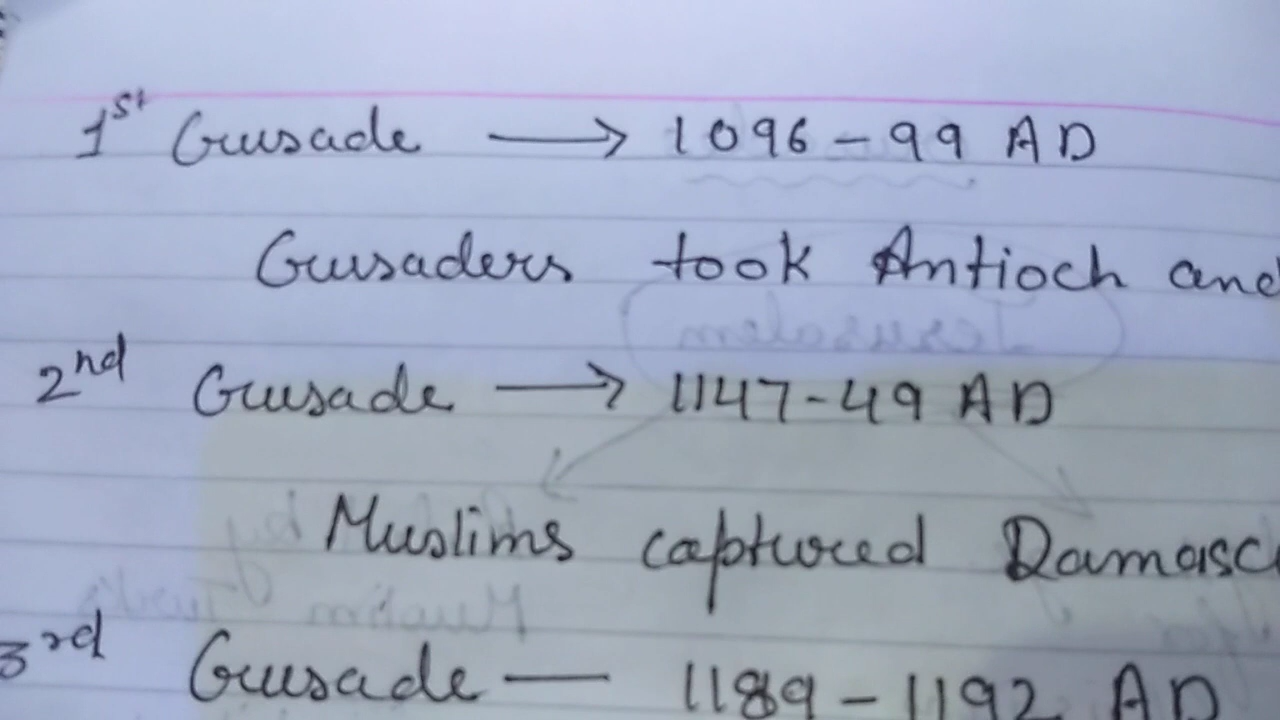 1st Crusade → 1096 - 99 AD
Crusaders took Antioch and
2nd Crusade → 1147-49 AD
Muslims captured Damasc
3rd Crusade — 1189 - 1192 AD